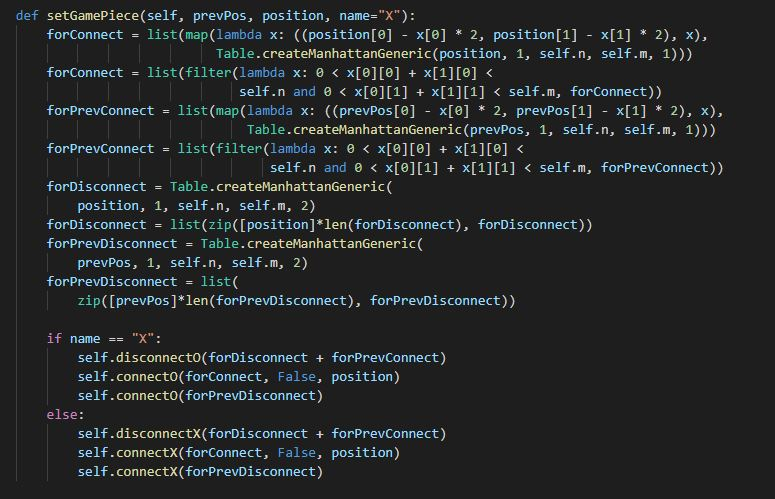 def setGamePiece(self, prevPos, position, name="X"):
    forConnect = list(map(lambda x: ((position[0] - x[0] * 2, position[1] - x[1] * 2), x),
                          Table.createManhattanGeneric(position, 1, self.n, self.m, 1)))
    forConnect = list(filter(lambda x: 0 < x[0][0] + x[1][0] <
                             self.n and 0 < x[0][1] + x[1][1] < self.m, forConnect))
    forPrevConnect = list(map(lambda x: ((prevPos[0] - x[0] * 2, prevPos[1] - x[1] * 2), x),
                              Table.createManhattanGeneric(prevPos, 1, self.n, self.m, 1)))
    forPrevConnect = list(filter(lambda x: 0 < x[0][0] + x[1][0] <
                                 self.n and 0 < x[0][1] + x[1][1] < self.m, forPrevConnect))
    forDisconnect = Table.createManhattanGeneric(
        position, 1, self.n, self.m, 2)
    forDisconnect = list(zip([position]*len(forDisconnect), forDisconnect))
    forPrevDisconnect = Table.createManhattanGeneric(
        prevPos, 1, self.n, self.m, 2)
    forPrevDisconnect = list(
        zip([prevPos]*len(forPrevDisconnect), forPrevDisconnect))

    if name == "X":
        self.disconnectO(forDisconnect + forPrevConnect)
        self.connectO(forConnect, False, position)
        self.connectO(forPrevDisconnect)
    else:
        self.disconnectX(forDisconnect + forPrevConnect)
        self.connectX(forConnect, False, position)
        self.connectX(forPrevDisconnect)